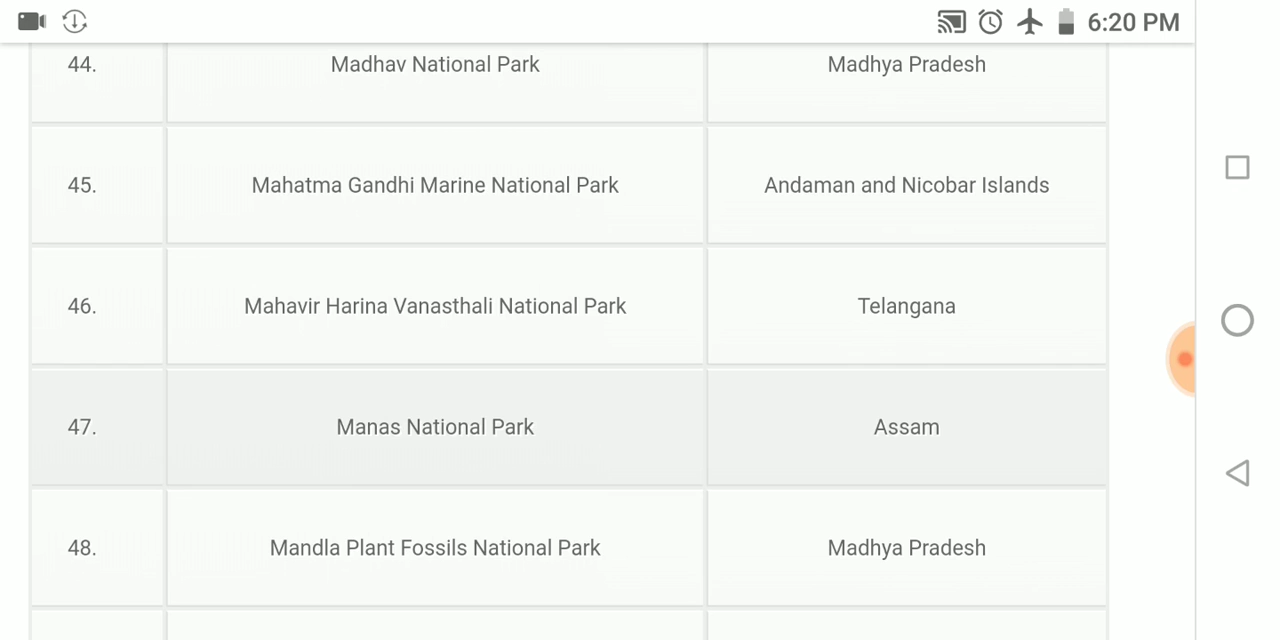 6:20 PM
44. Madhav National Park Madhya Pradesh
45. Mahatma Gandhi Marine National Park Andaman and Nicobar Islands
46. Mahavir Harina Vanasthali National Park Telangana
47. Manas National Park Assam
48. Mandla Plant Fossils National Park Madhya Pradesh